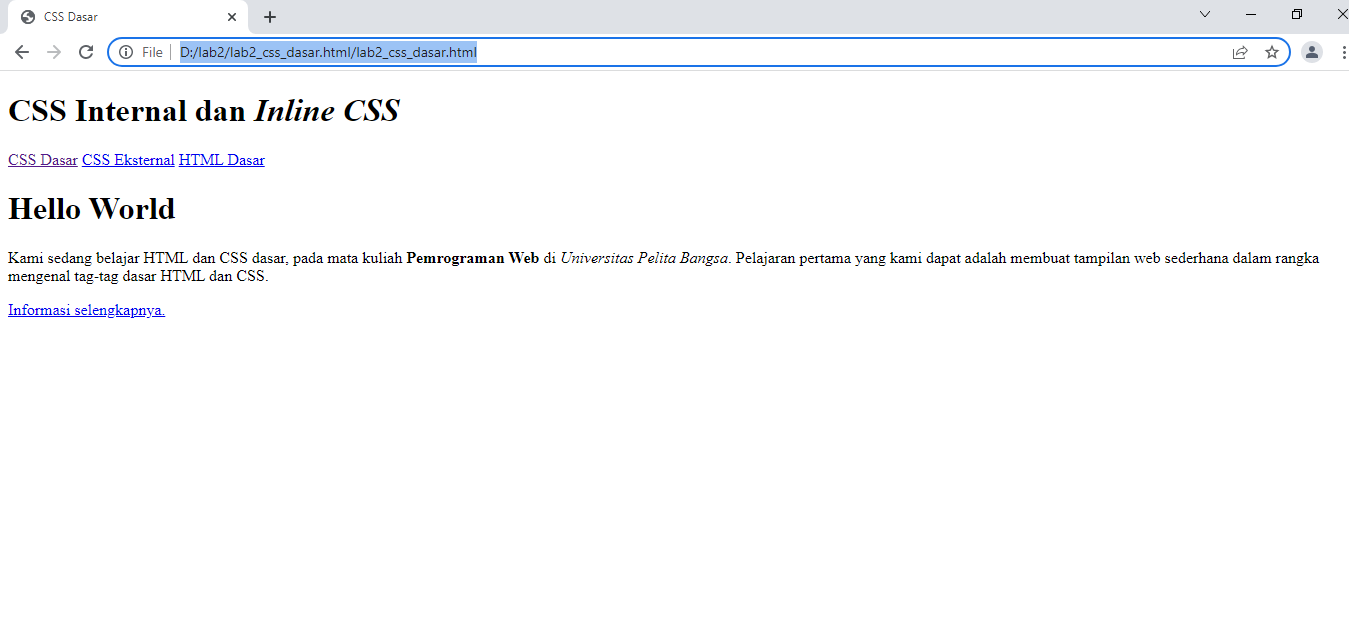 CSS Dasar
File D:/lab2/lab2_css_dasar.html/lab2_css_dasar.html
CSS Internal dan Inline CSS
CSS Dasar CSS Eksternal HTML Dasar
Hello World
Kami sedang belajar HTML dan CSS dasar, pada mata kuliah Pemrograman Web di Universitas Pelita Bangsa. Pelajaran pertama yang kami dapat adalah membuat tampilan web sederhana dalam rangka
mengenal tag-tag dasar HTML dan CSS.
Informasi selengkapnya.